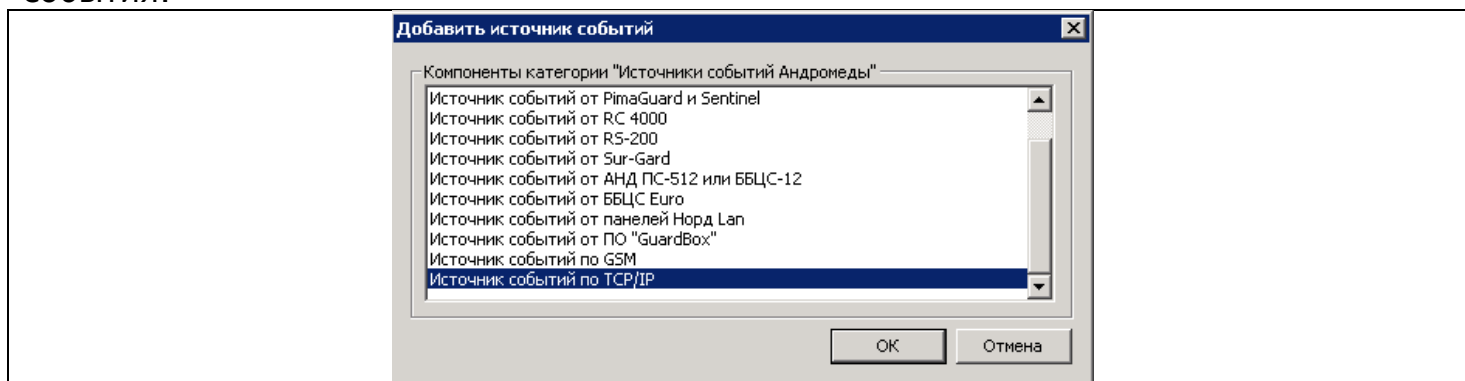 события.
Добавить источник событий
Компоненты категории "Источники событий Андромеды"
Источник событий от PimaGuard и Sentinel
Источник событий от RC 4000
Источник событий от RS-200
Источник событий от Sur-Gard
Источник событий от АНД ПС-512 или ББЦС-12
Источник событий от ББЦС Euro
Источник событий от панелей Норд Lan
Источник событий от ПО "GuardBox"
Источник событий по GSM
Источник событий по TCP/IP
ОК
Отмена